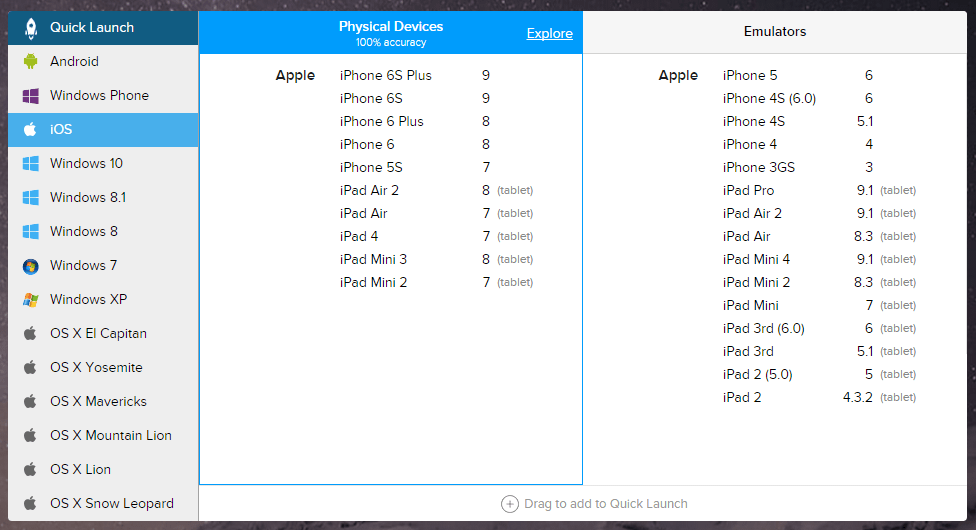 Quick Launch
Android
Windows Phone
iOS
Windows 10
Windows 8.1
Windows 8
Windows 7
Windows XP
OS X El Capitan
OS X Yosemite
OS X Mavericks
OS X Mountain Lion
OS X Lion
OS X Snow Leopard
Physical Devices
100% accuracy
Explore
Apple iPhone 6S Plus 9
iPhone 6S 9
iPhone 6 Plus 8
iPhone 6 8
iPhone 5S 7
iPad Air 2 8 (tablet)
iPad Air 7 (tablet)
iPad 4 7 (tablet)
iPad Mini 3 8 (tablet)
iPad Mini 2 7 (tablet)
Emulators
Apple iPhone 5 6
iPhone 4S (6.0) 6
iPhone 4S 5.1
iPhone 4 4
iPhone 3GS 3
iPad Pro 9.1 (tablet)
iPad Air 2 9.1 (tablet)
iPad Air 8.3 (tablet)
iPad Mini 4 9.1 (tablet)
iPad Mini 2 8.3 (tablet)
iPad Mini 7 (tablet)
iPad 3rd (6.0) 6 (tablet)
iPad 3rd 5.1 (tablet)
iPad 2 (5.0) 5 (tablet)
iPad 2 4.3.2 (tablet)
Drag to add to Quick Launch